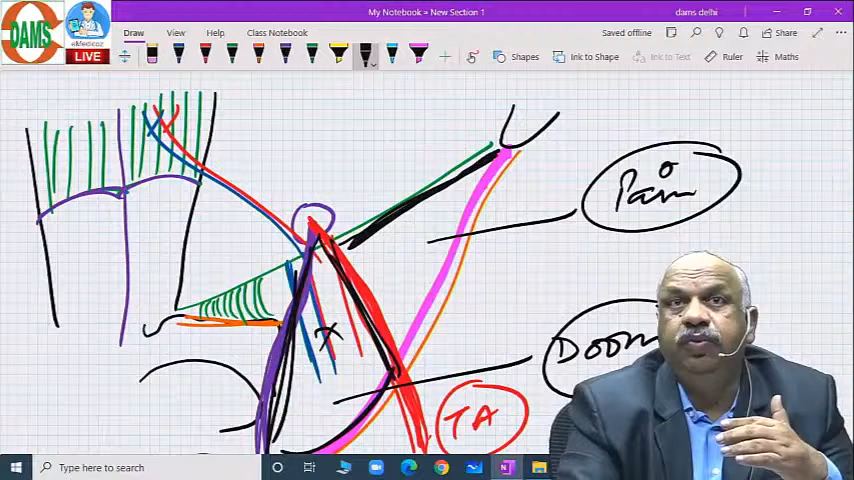 DAMS
eMedicoz
LIVE
My Notebook = New Section 1
dams delhi
Draw
View
Help
Class Notebook
Saved offline
Share
Shapes
Ink to Shape
Ink to Text
Ruler
Maths
Pain
Doom
TA
Type here to search